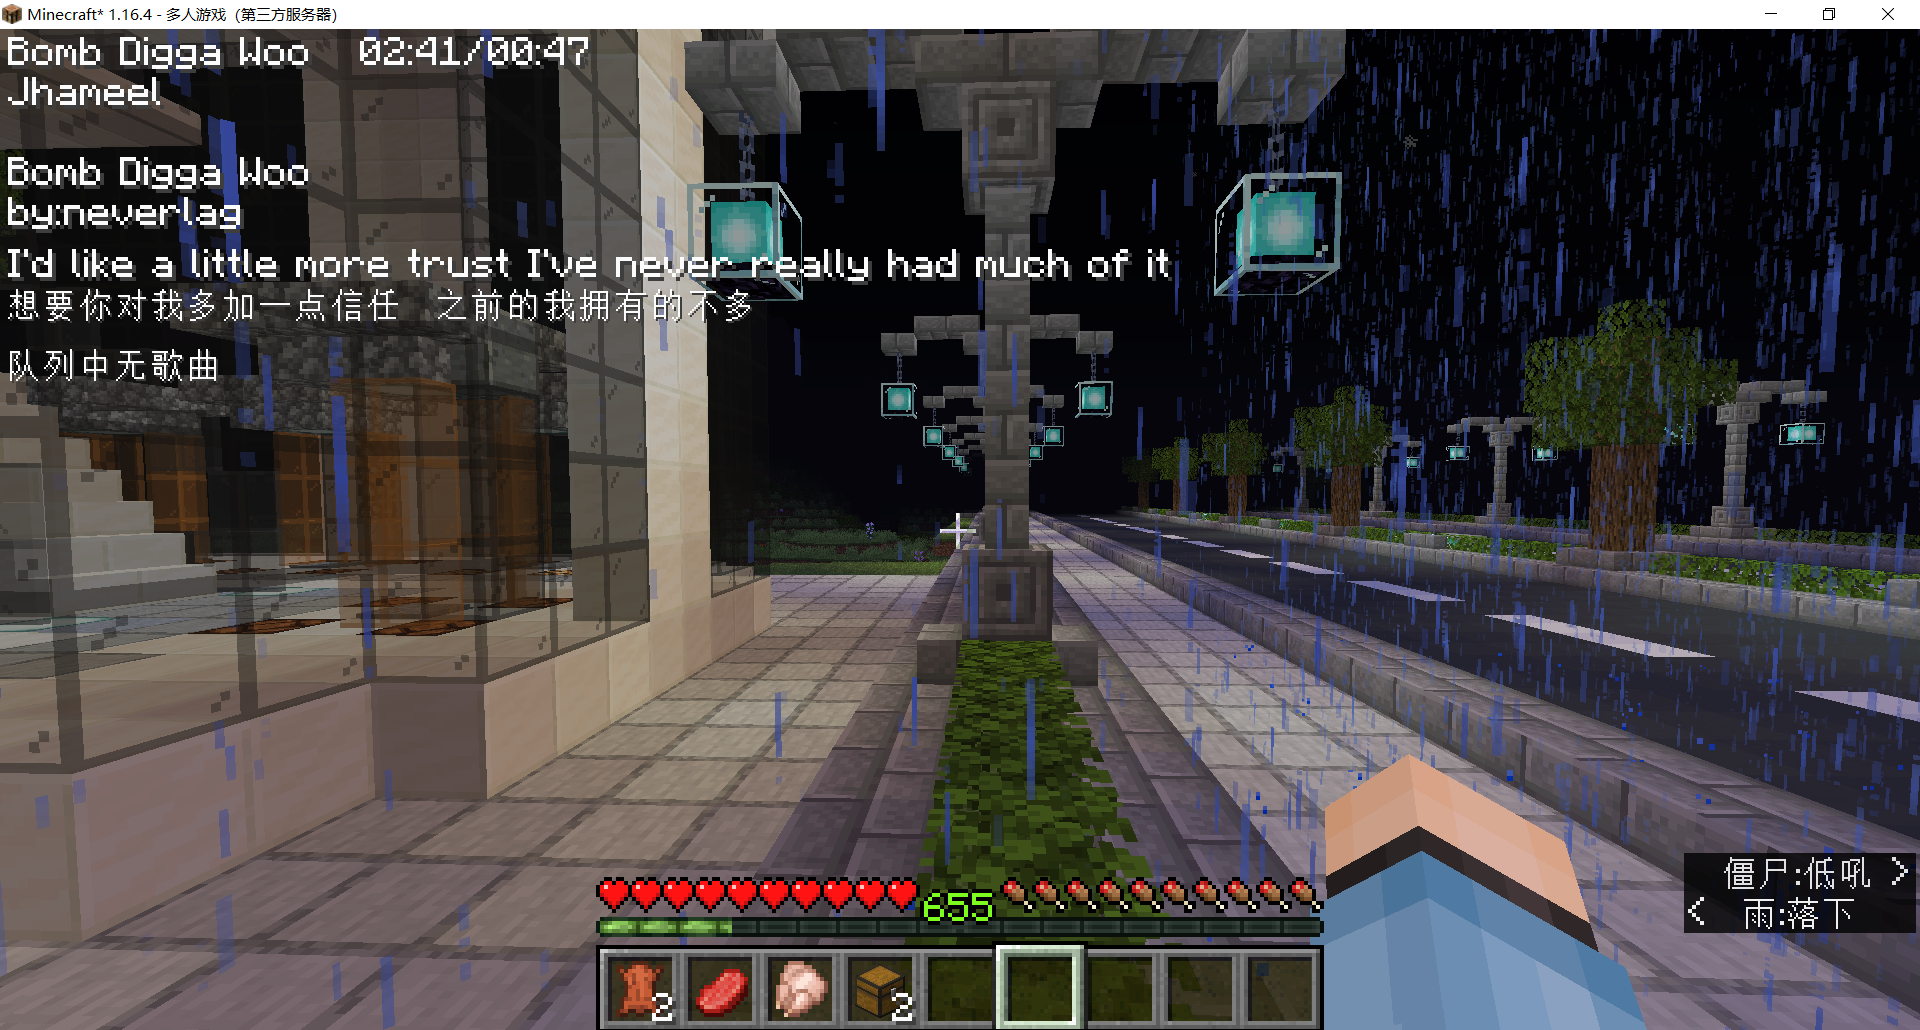 Minecraft* 1.16.4 - 多人游戏（第三方服务器）
Bomb Digga Woo 02:41/00:47
Jhameel
Bomb Digga Woo
by:neverlag
I'd like a little more trust I've never really had much of it
想要你对我多加一点信任 之前的我拥有的不多
队列中无歌曲
僵尸:低吼 >
< 雨:落下
655
2
2